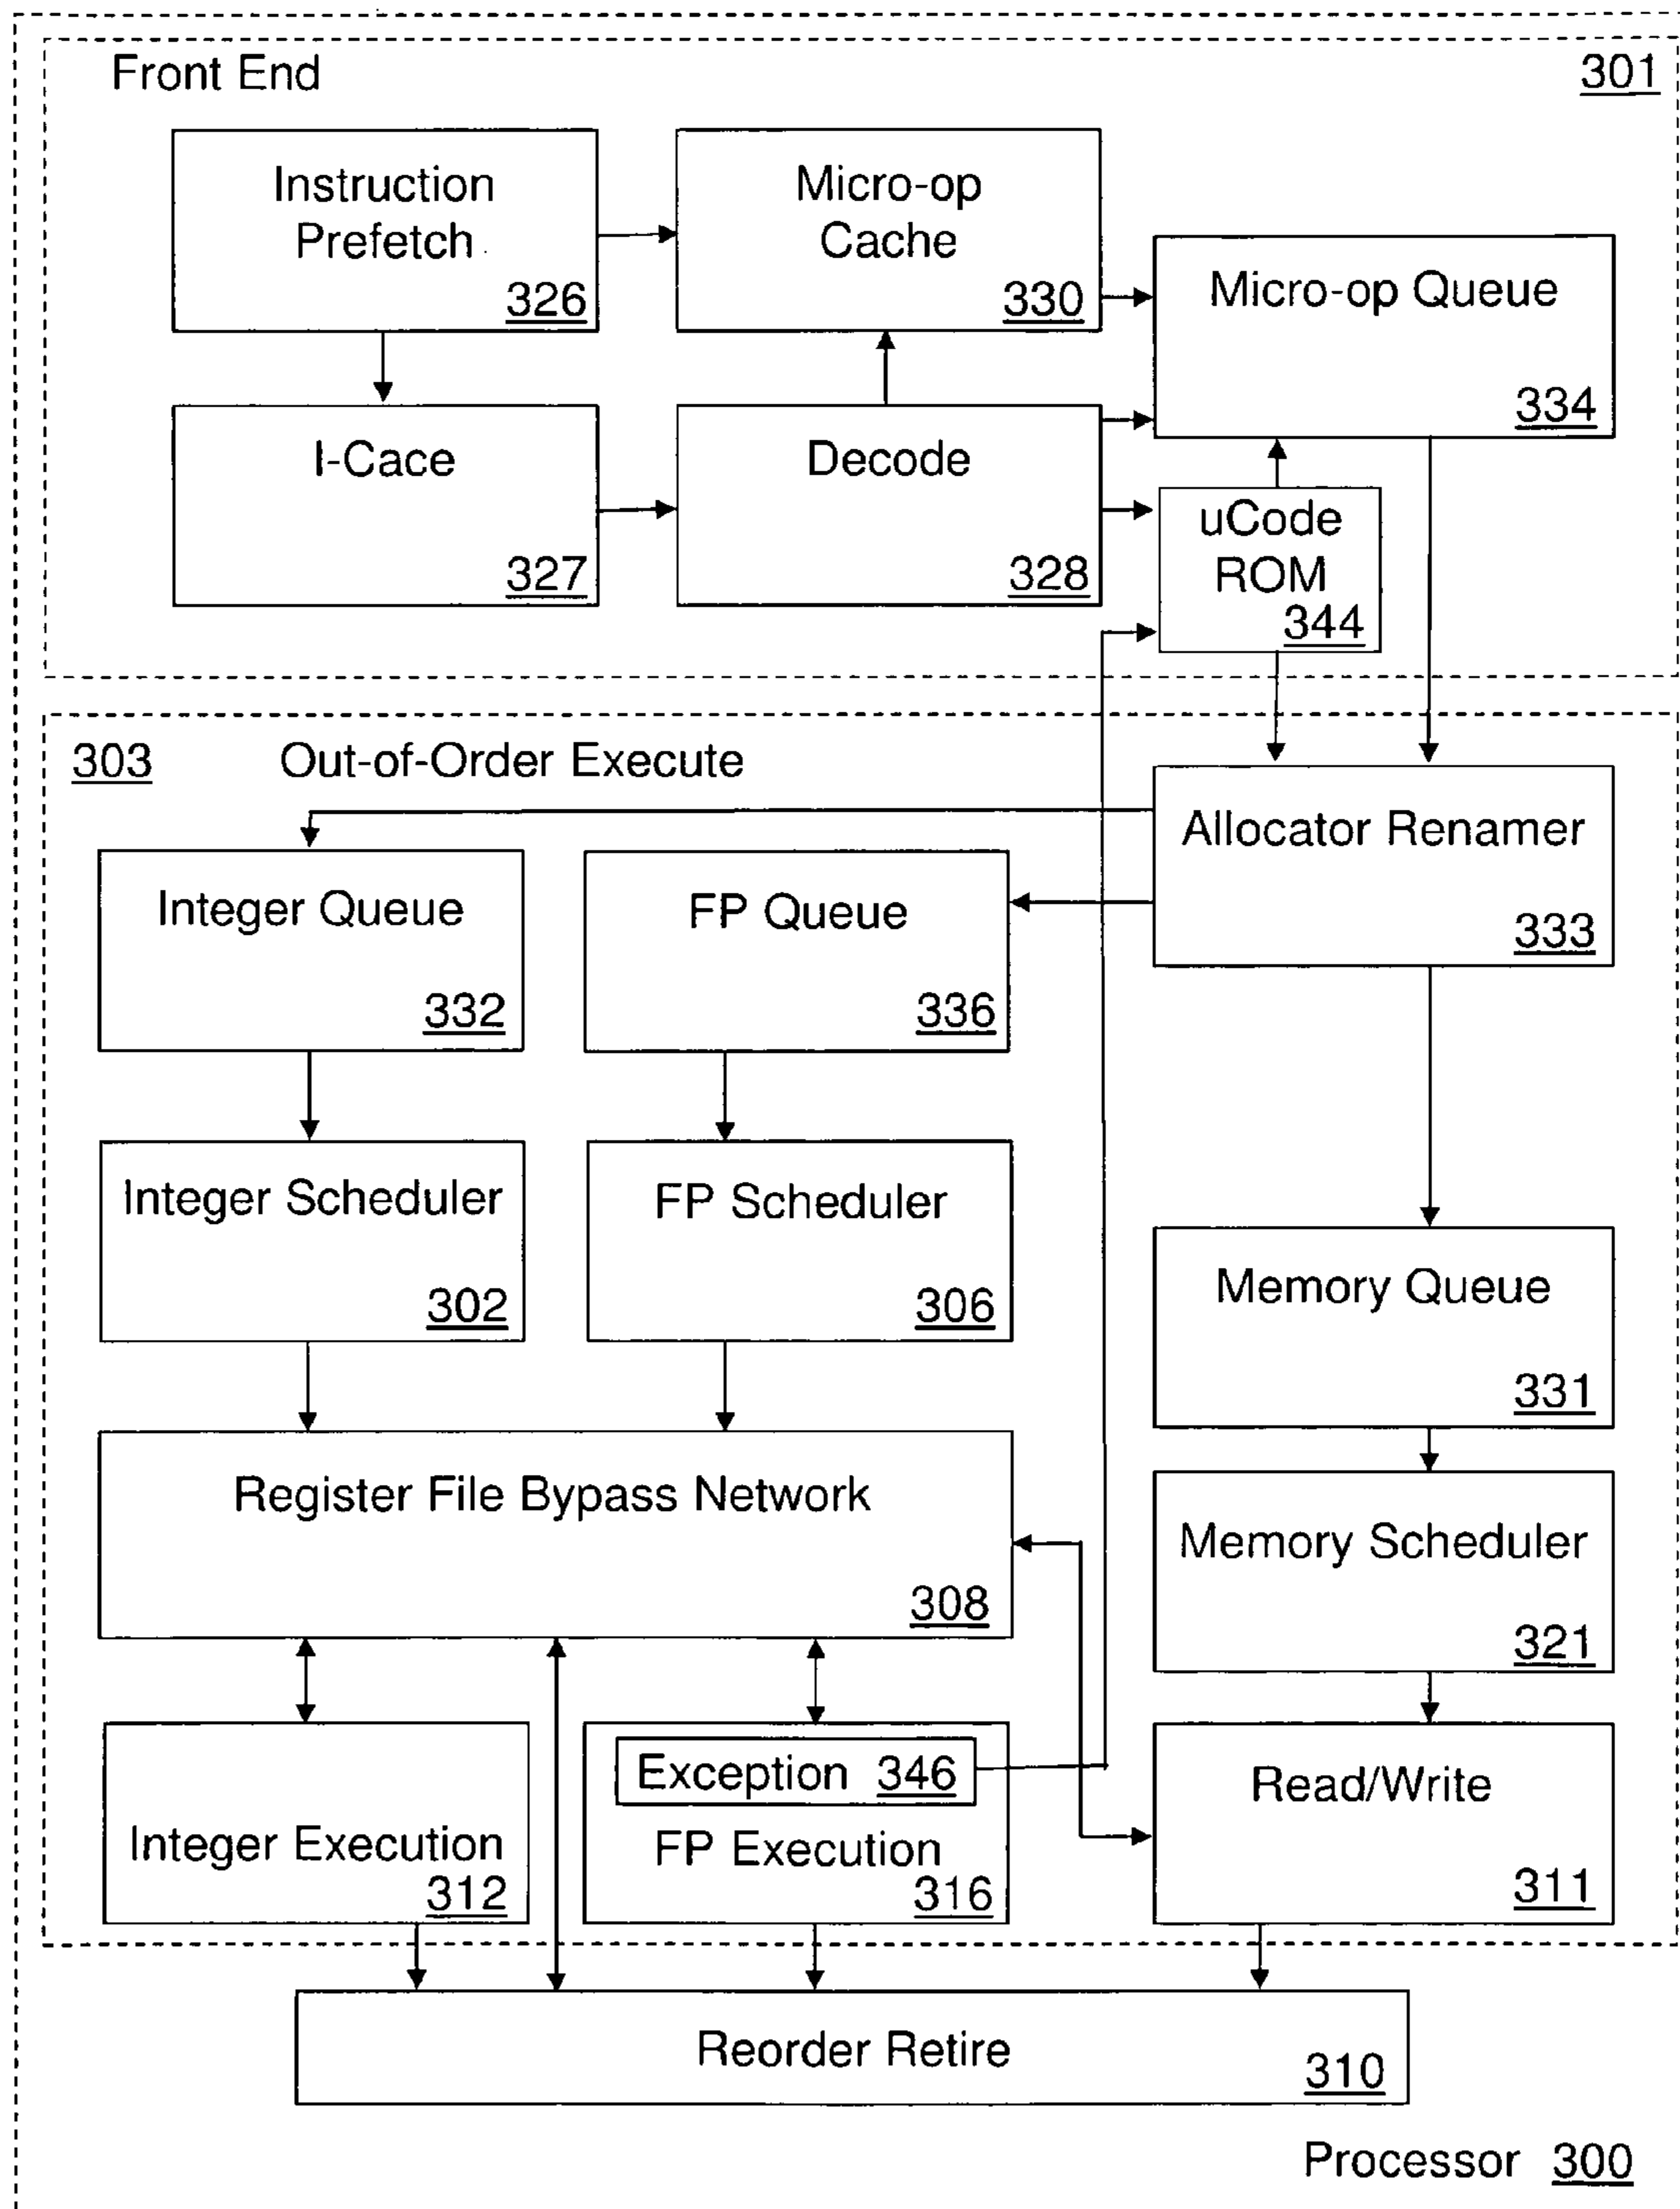 Front End 301
Instruction
Prefetch
326
Micro-op
Cache
330
Micro-op Queue
334
I-Cace
327
Decode
328
uCode
ROM
344
303 Out-of-Order Execute
Allocator Renamer
333
Integer Queue
332
FP Queue
336
Integer Scheduler
302
FP Scheduler
306
Memory Queue
331
Register File Bypass Network
308
Memory Scheduler
321
Integer Execution
312
Exception 346
FP Execution
316
Read/Write
311
Reorder Retire
310
Processor 300